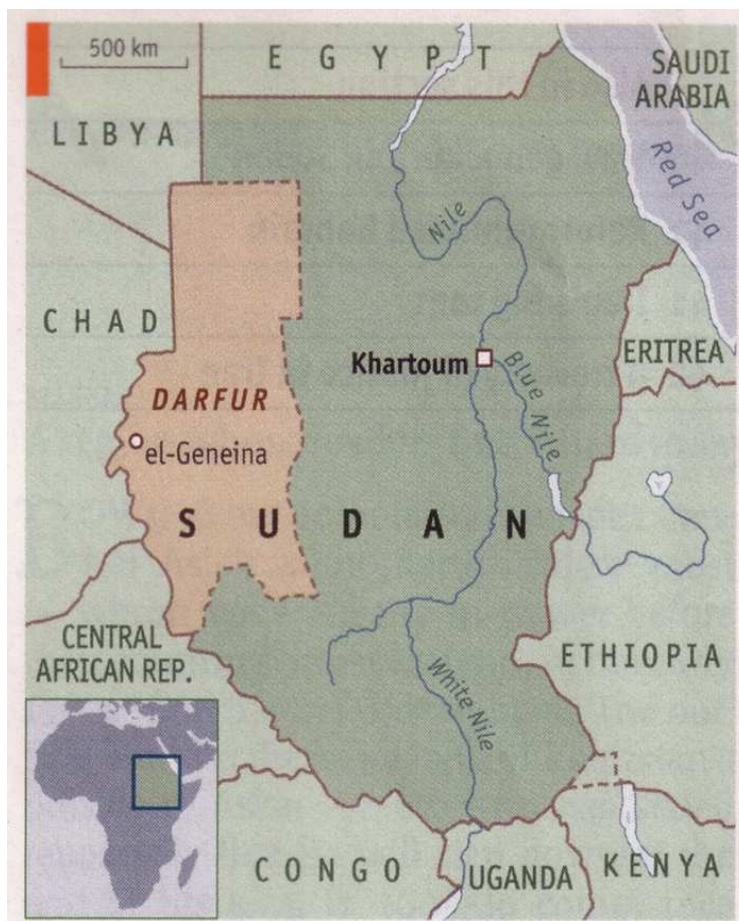 500 km
EGYPT
SAUDI
ARABIA
LIBYA
Red Sea
Nile
CHAD
Khartoum
ERITREA
Blue Nile
DARFUR
el-Geneina
SUDAN
CENTRAL
AFRICAN REP.
ETHIOPIA
White Nile
CONGO
UGANDA
KENYA